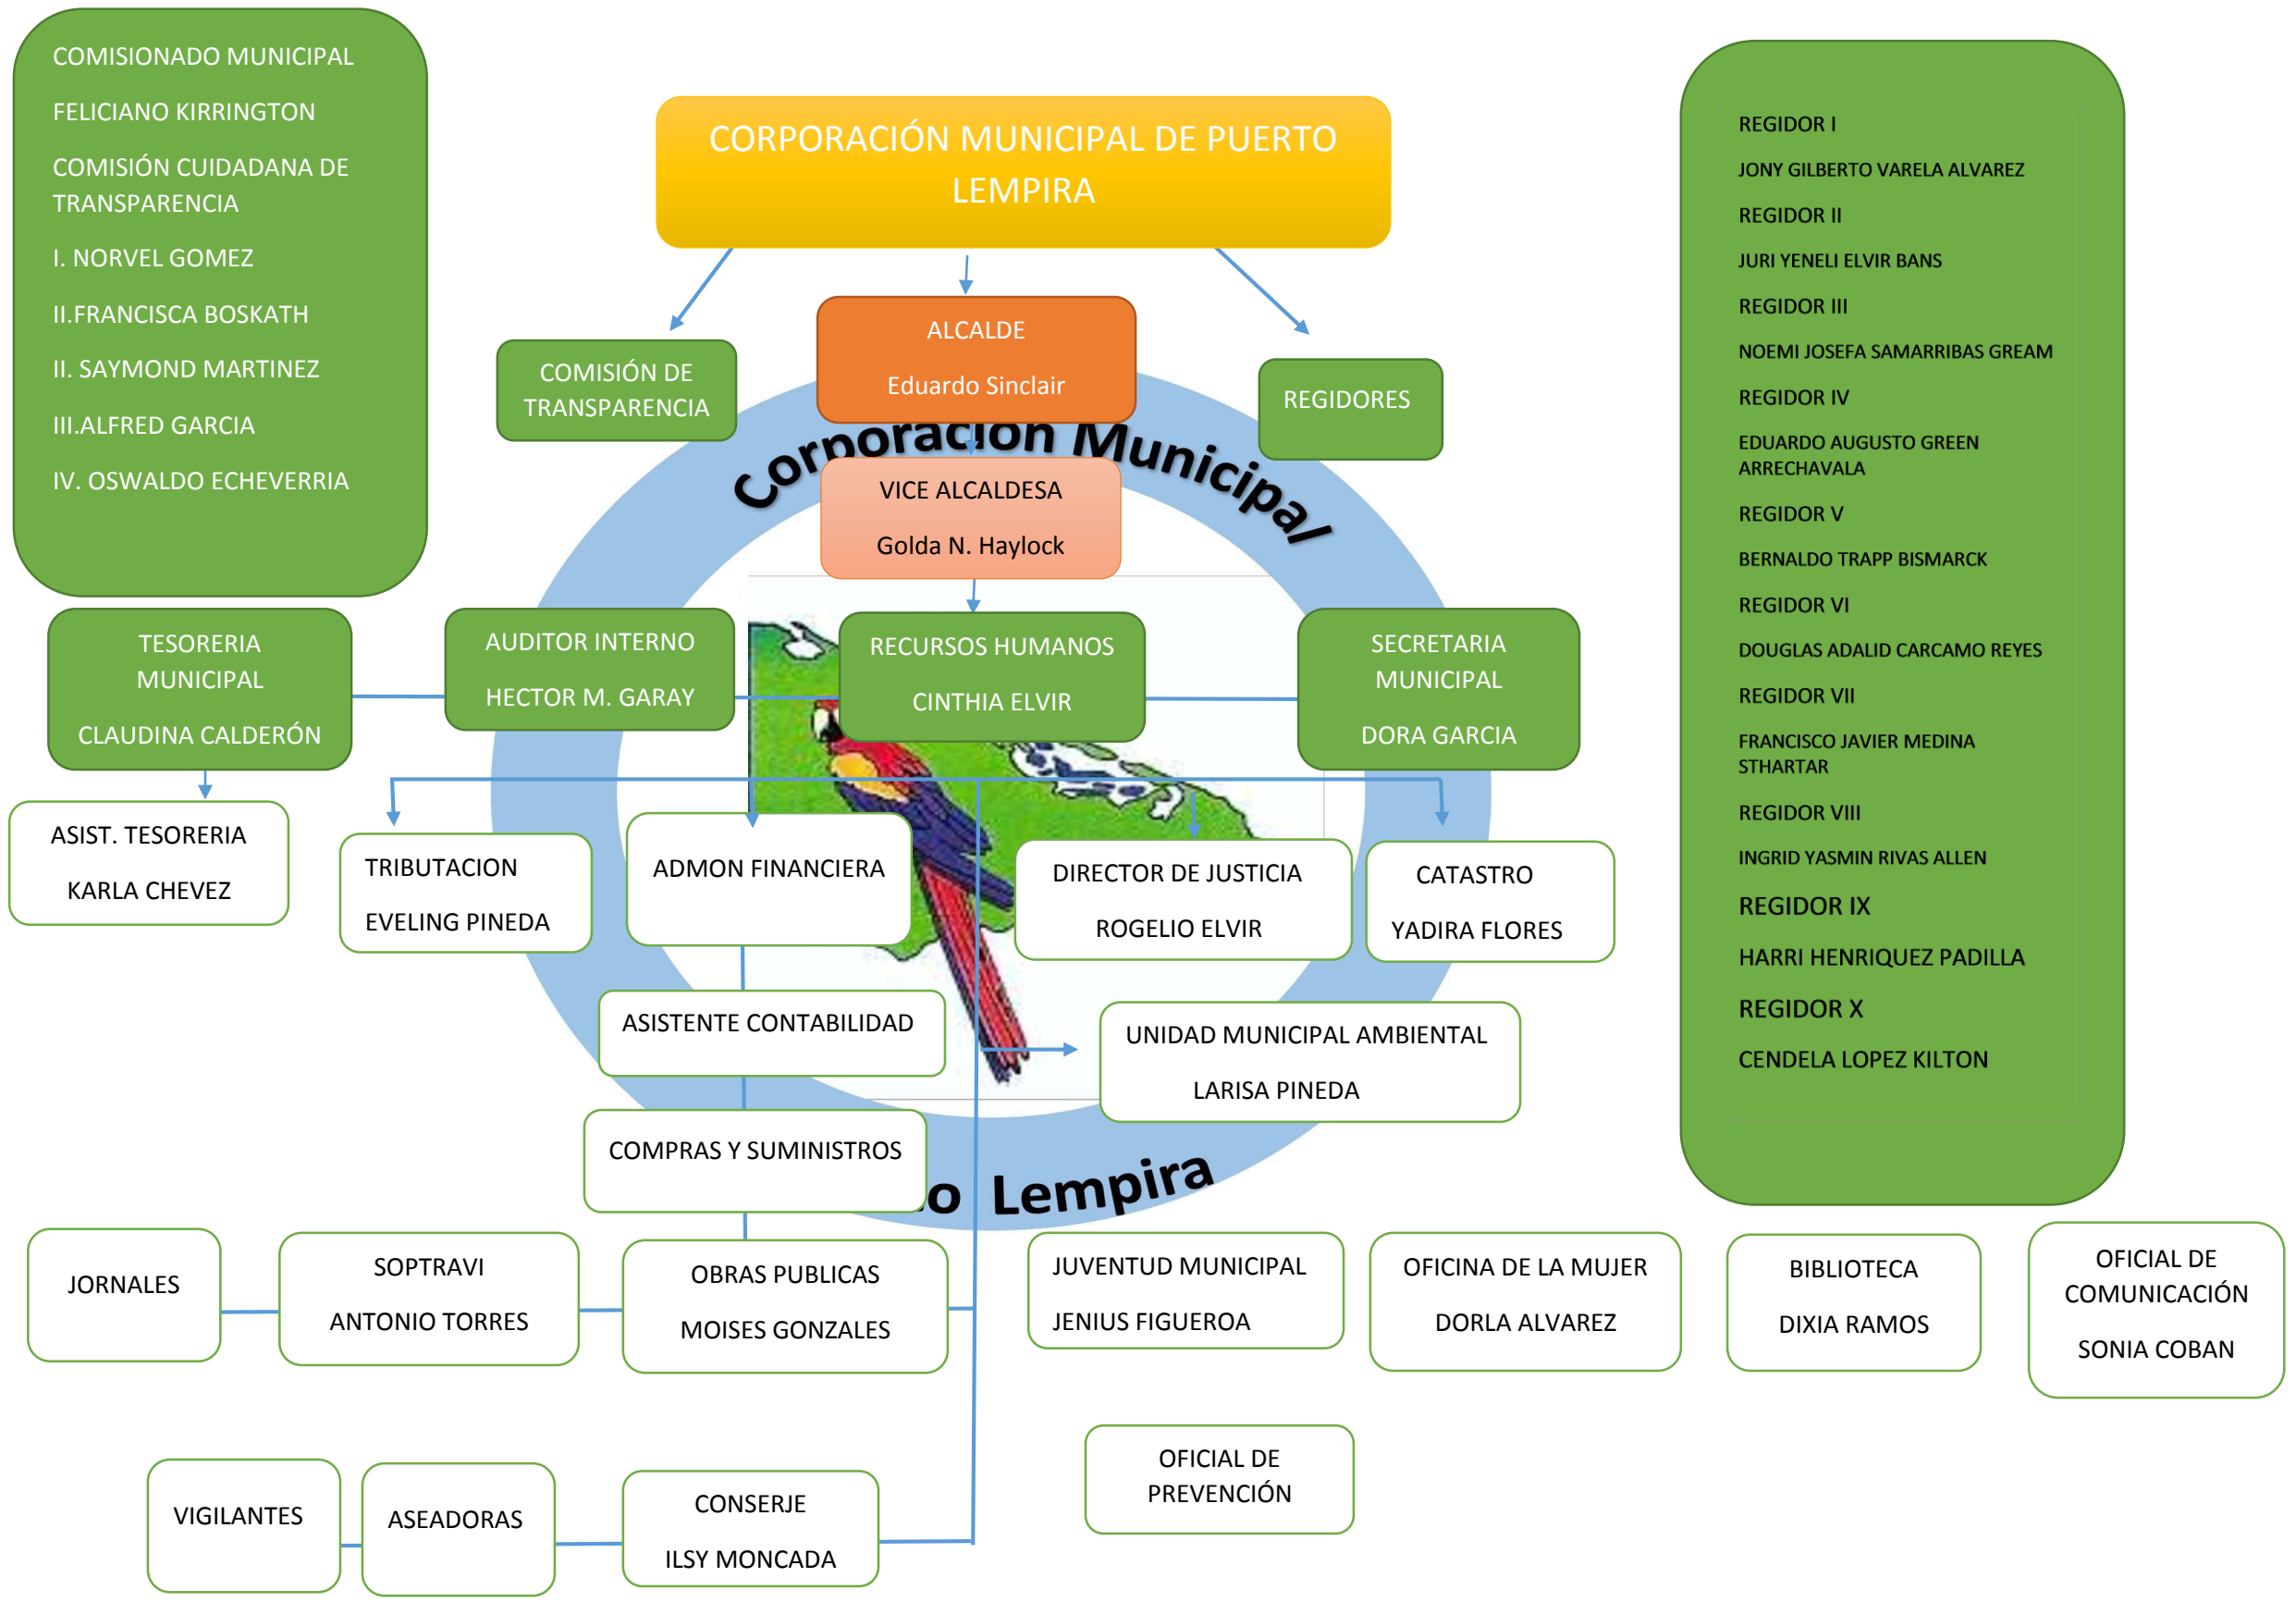 COMISIONADO MUNICIPAL
FELICIANO KIRRINGTON
COMISIÓN CUIDADANA DE
TRANSPARENCIA
I. NORVEL GOMEZ
II.FRANCISCA BOSKATH
II. SAYMOND MARTINEZ
III.ALFRED GARCIA
IV. OSWALDO ECHEVERRIA
CORPORACIÓN MUNICIPAL DE PUERTO
LEMPIRA
COMISIÓN DE
TRANSPARENCIA
ALCALDE
Eduardo Sinclair
REGIDORES
Corporación Municipal
VICE ALCALDESA
Golda N. Haylock
REGIDOR I
JONY GILBERTO VARELA ALVAREZ
REGIDOR II
JURI YENELI ELVIR BANS
REGIDOR III
NOEMI JOSEFA SAMARRIBAS GREAM
REGIDOR IV
EDUARDO AUGUSTO GREEN
ARRECHAVALA
REGIDOR V
BERNALDO TRAPP BISMARCK
REGIDOR VI
DOUGLAS ADALID CARCAMO REYES
REGIDOR VII
FRANCISCO JAVIER MEDINA
STHARTAR
REGIDOR VIII
INGRID YASMIN RIVAS ALLEN
REGIDOR IX
HARRI HENRIQUEZ PADILLA
REGIDOR X
CENDELA LOPEZ KILTON
TESORERIA
MUNICIPAL
CLAUDINA CALDERÓN
AUDITOR INTERNO
HECTOR M. GARAY
RECURSOS HUMANOS
CINTHIA ELVIR
SECRETARIA
MUNICIPAL
DORA GARCIA
ASIST. TESORERIA
KARLA CHEVEZ
TRIBUTACION
EVELING PINEDA
ADMON FINANCIERA
DIRECTOR DE JUSTICIA
ROGELIO ELVIR
CATASTRO
YADIRA FLORES
ASISTENTE CONTABILIDAD
UNIDAD MUNICIPAL AMBIENTAL
LARISA PINEDA
COMPRAS Y SUMINISTROS
o Lempira
JORNALES
SOPTRAVI
ANTONIO TORRES
OBRAS PUBLICAS
MOISES GONZALES
JUVENTUD MUNICIPAL
JENIUS FIGUEROA
OFICINA DE LA MUJER
DORLA ALVAREZ
BIBLIOTECA
DIXIA RAMOS
OFICIAL DE
COMUNICACIÓN
SONIA COBAN
OFICIAL DE
PREVENCIÓN
VIGILANTES
ASEADORAS
CONSERJE
ILSY MONCADA